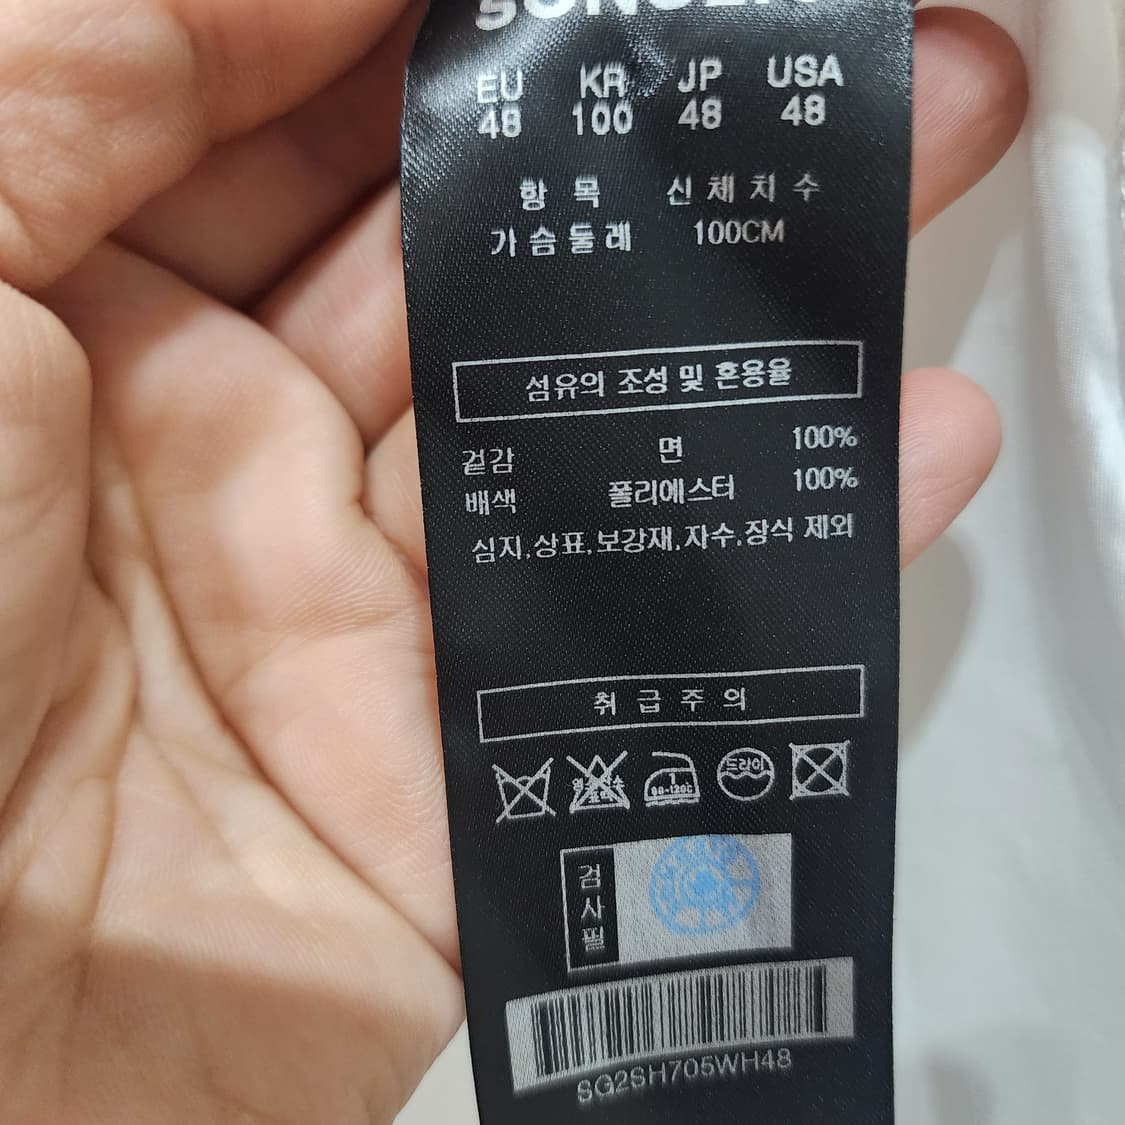 EU KR JP USA
48 100 48 48
항 목 신 체 치 수
가슴둘레 100CM
섬유의 조성 및 혼용율
겉감 면 100%
배색 폴리에스터 100%
심지,상표,보강재,자수,장식 제외
취 급 주 의
드라이
검사필
SG2SH705WH48